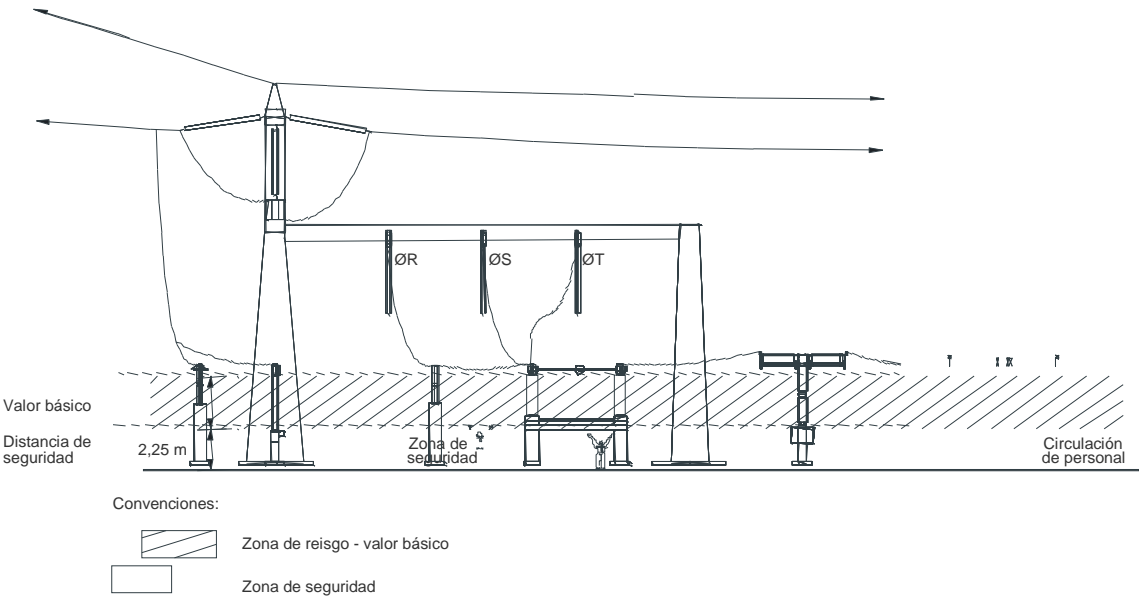 ØR
ØS
ØT
Valor básico
Distancia de
seguridad
2,25 m
Zona de
seguridad
Circulación
de personal
Convenciones:
Zona de reisgo - valor básico
Zona de seguridad